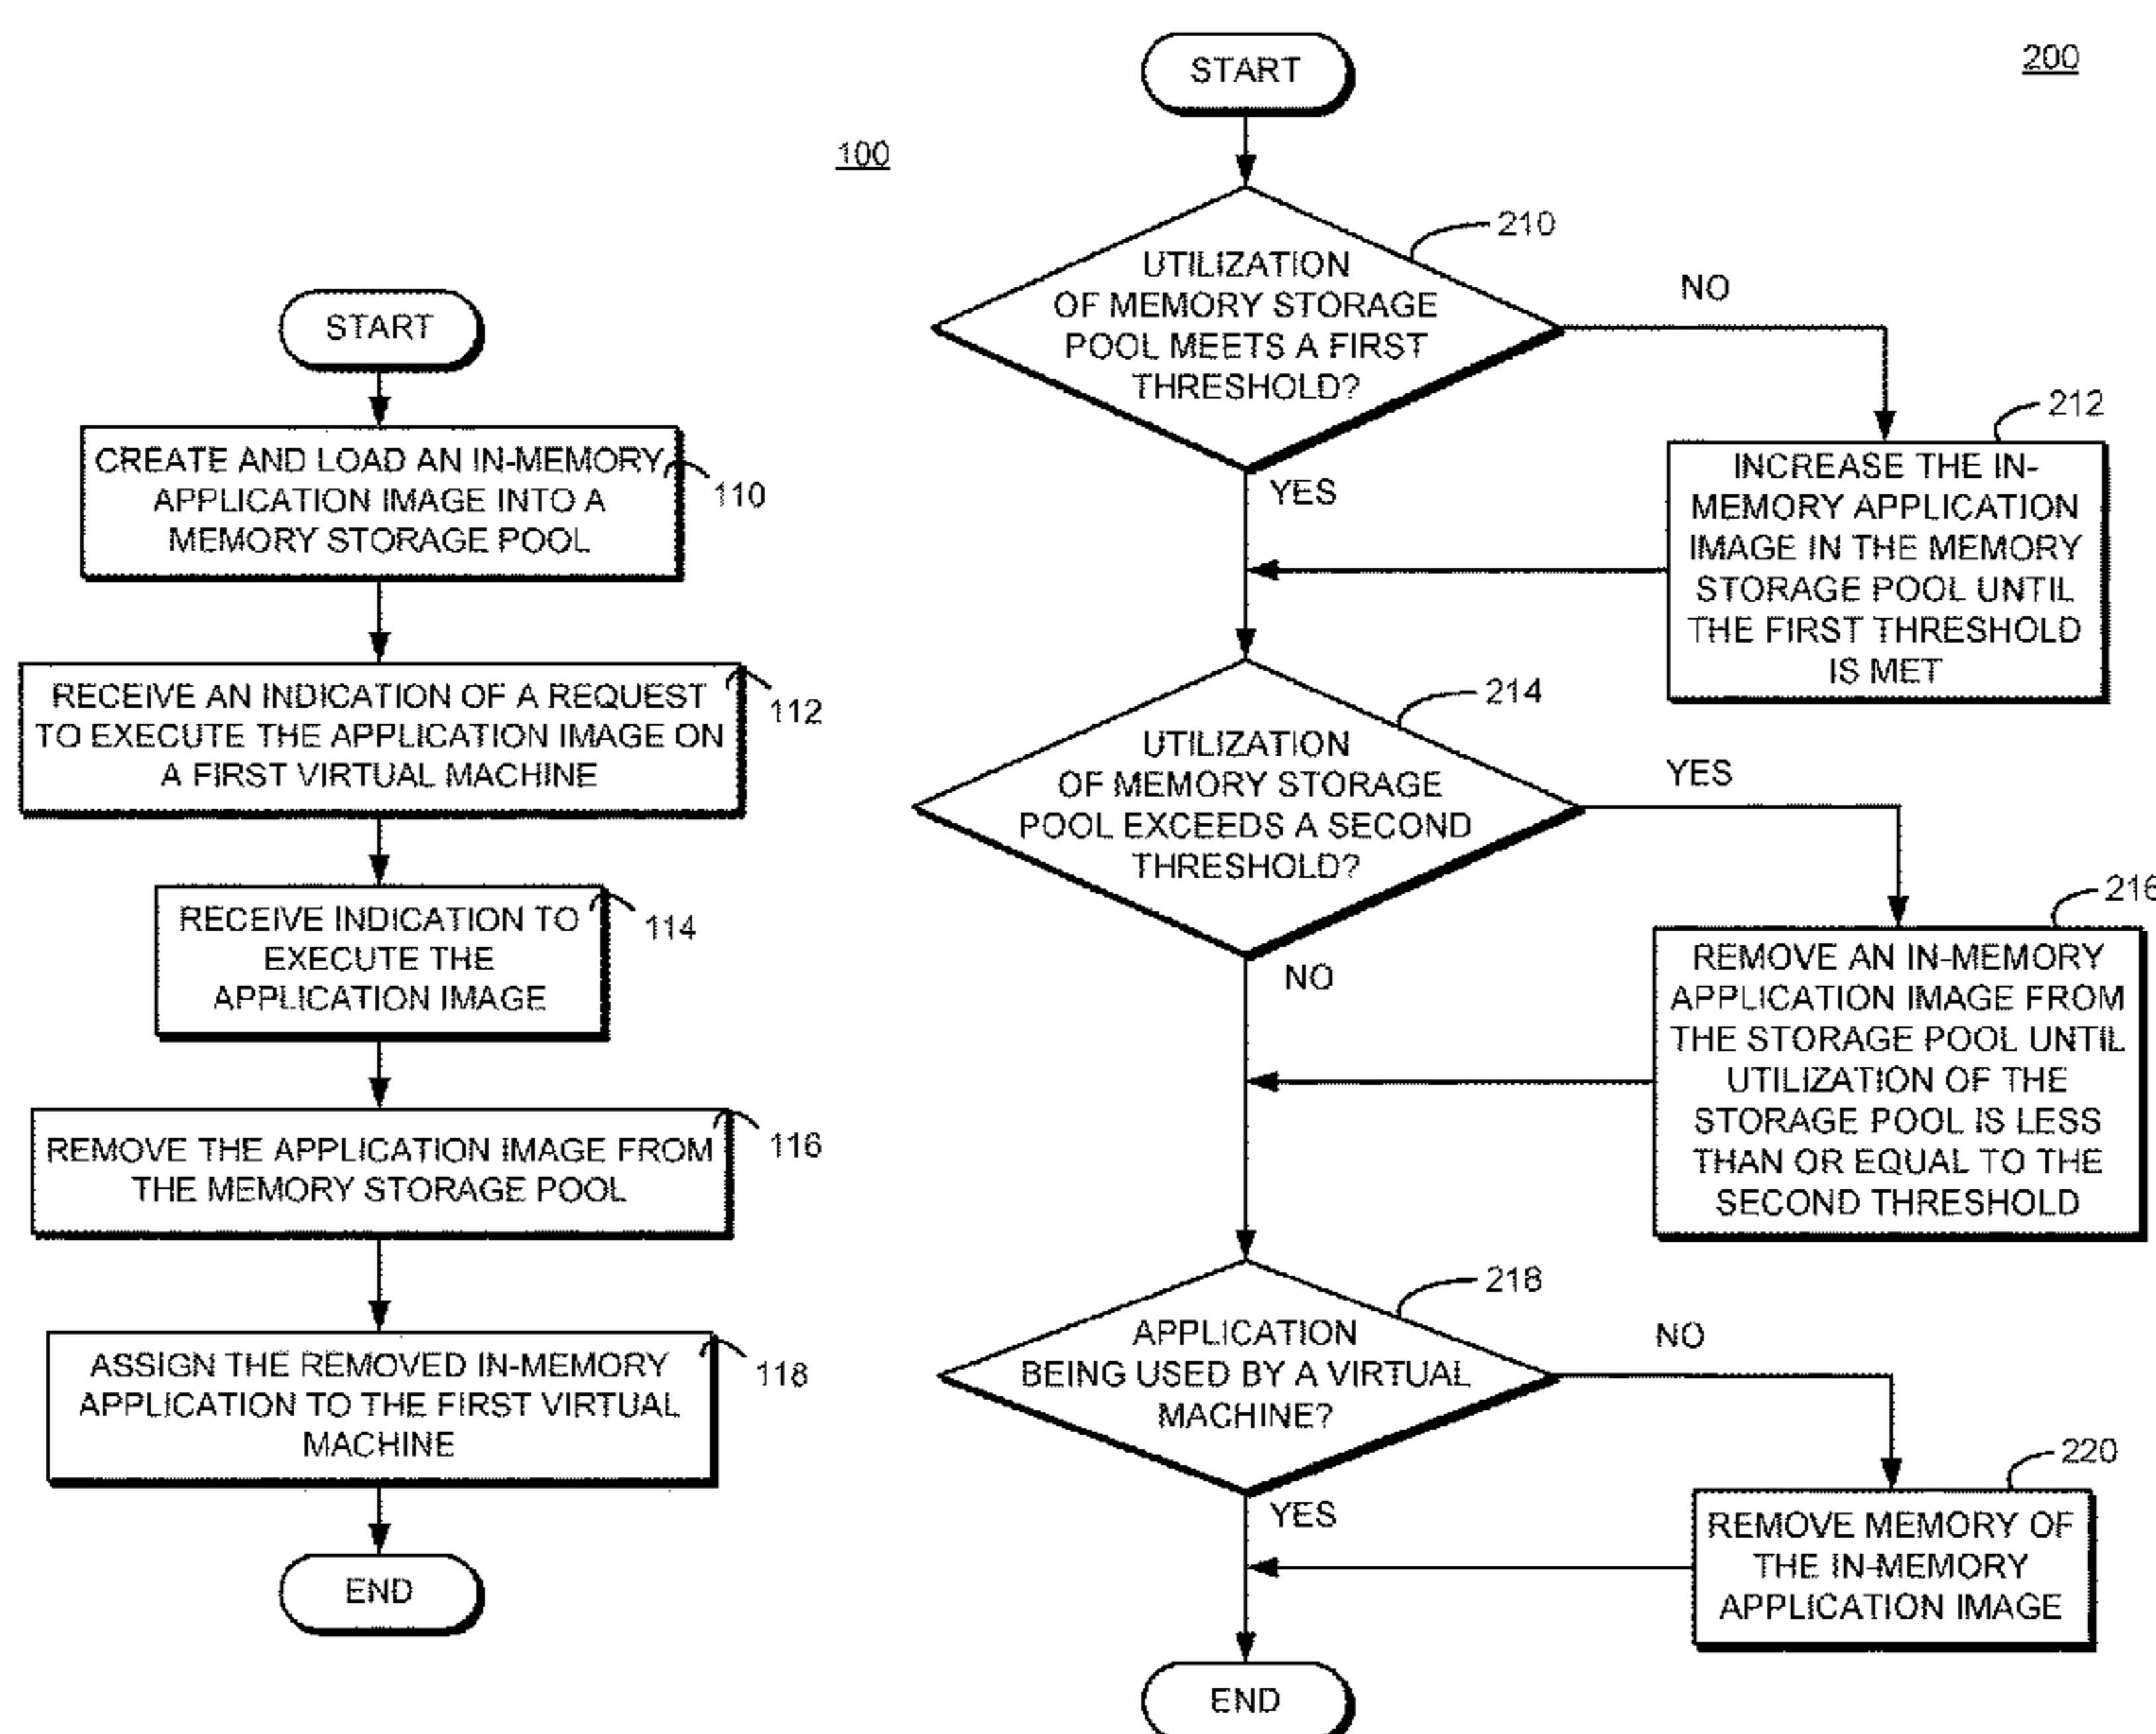 100
START
CREATE AND LOAD AN IN-MEMORY
APPLICATION IMAGE INTO A
MEMORY STORAGE POOL
110
RECEIVE AN INDICATION OF A REQUEST
TO EXECUTE THE APPLICATION IMAGE ON
A FIRST VIRTUAL MACHINE
112
RECEIVE INDICATION TO
EXECUTE THE
APPLICATION IMAGE
114
REMOVE THE APPLICATION IMAGE FROM
THE MEMORY STORAGE POOL
116
ASSIGN THE REMOVED IN-MEMORY
APPLICATION TO THE FIRST VIRTUAL
MACHINE
118
END
200
START
UTILIZATION
OF MEMORY STORAGE
POOL MEETS A FIRST
THRESHOLD?
210
NO
YES
212
INCREASE THE IN-
MEMORY APPLICATION
IMAGE IN THE MEMORY
STORAGE POOL UNTIL
THE FIRST THRESHOLD
IS MET
UTILIZATION
OF MEMORY STORAGE
POOL EXCEEDS A SECOND
THRESHOLD?
214
YES
NO
216
REMOVE AN IN-MEMORY
APPLICATION IMAGE FROM
THE STORAGE POOL UNTIL
UTILIZATION OF THE
STORAGE POOL IS LESS
THAN OR EQUAL TO THE
SECOND THRESHOLD
APPLICATION
BEING USED BY A VIRTUAL
MACHINE?
218
NO
YES
220
REMOVE MEMORY OF
THE IN-MEMORY
APPLICATION IMAGE
END